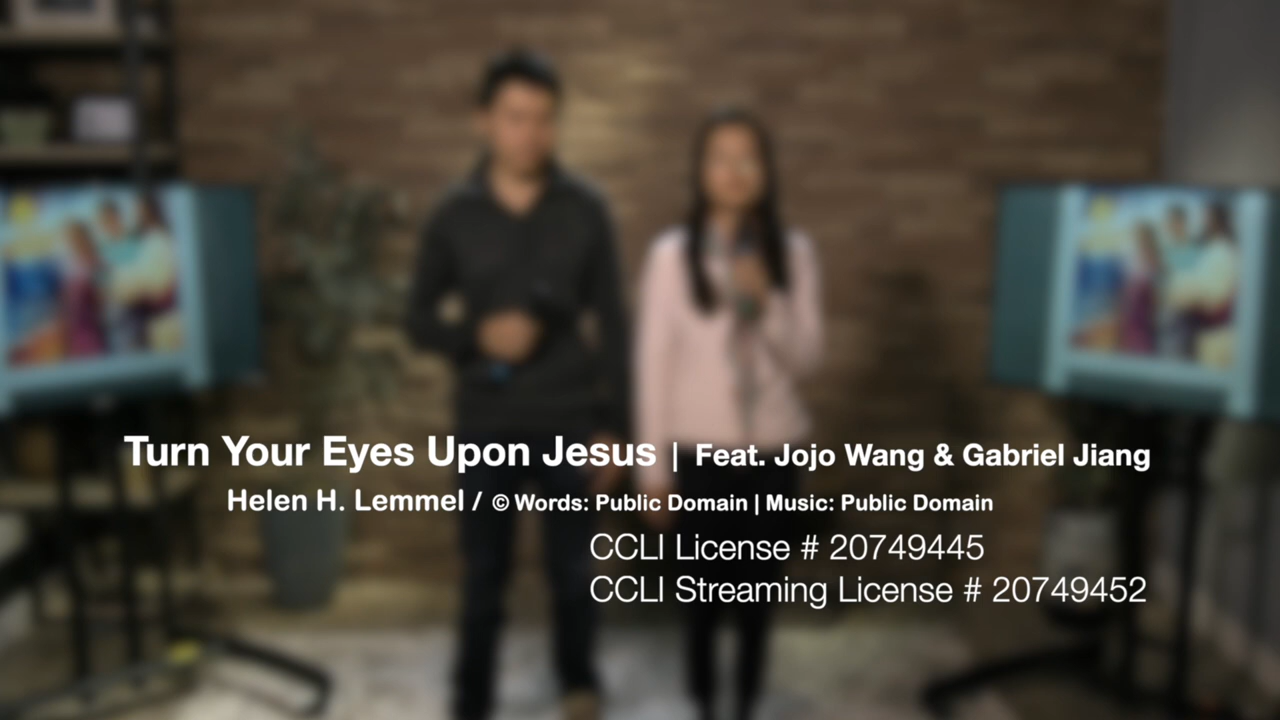 Turn Your Eyes Upon Jesus | Feat. Jojo Wang & Gabriel Jiang
Helen H. Lemmel / © Words: Public Domain | Music: Public Domain
CCLI License # 20749445
CCLI Streaming License # 20749452